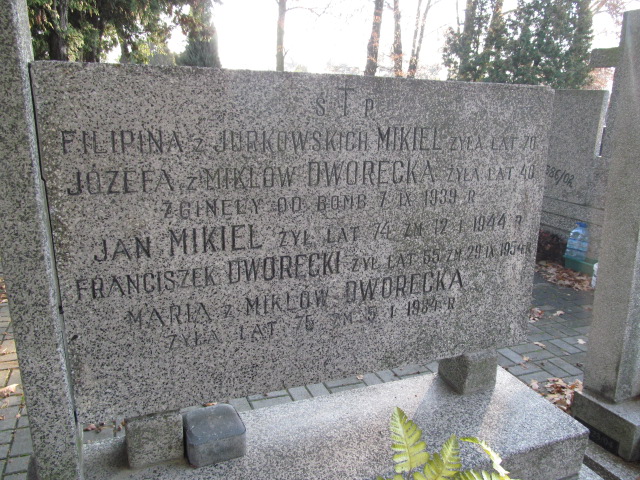 S T P
FILIPINA Z JURKOWSKICH MIKIEL ŻYŁA LAT 70
JÓZEFA Z MIKLÓW DWORECKA ŻYŁA LAT 40
ZGINEŁY OD BOMB 7 IX 1939 R
JAN MIKIEL ŻYŁ LAT 74 ZM 12 I 1944 R
FRANCISZEK DWORECKI ŻYŁ LAT 65 ZM 29 IX 1954 R
MARIA Z MIKLÓW DWORECKA
ŻYŁA LAT 75 ZM 5 I 1984 R